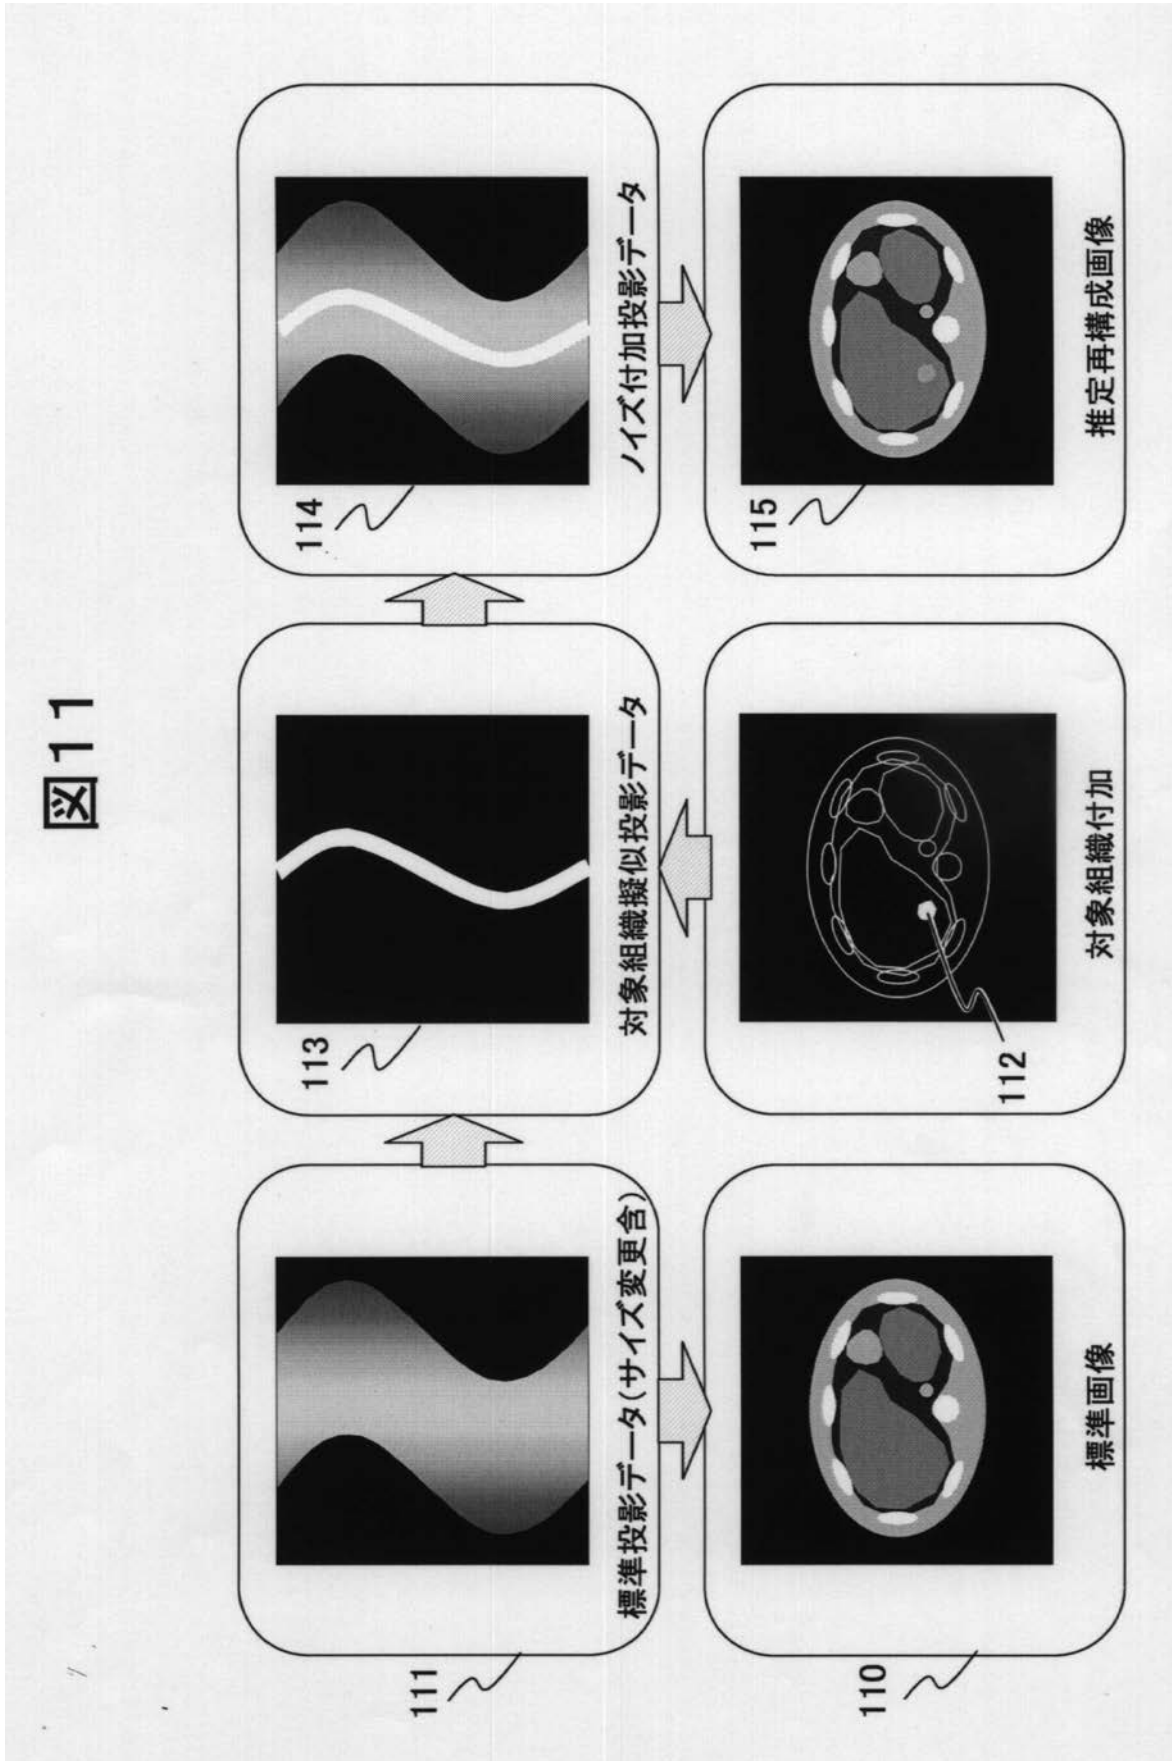 図11
111
標準投影データ(サイズ変更含)
113
対象組織擬似投影データ
114
ノイズ付加投影データ
110
標準画像
112
対象組織付加
115
推定再構成画像